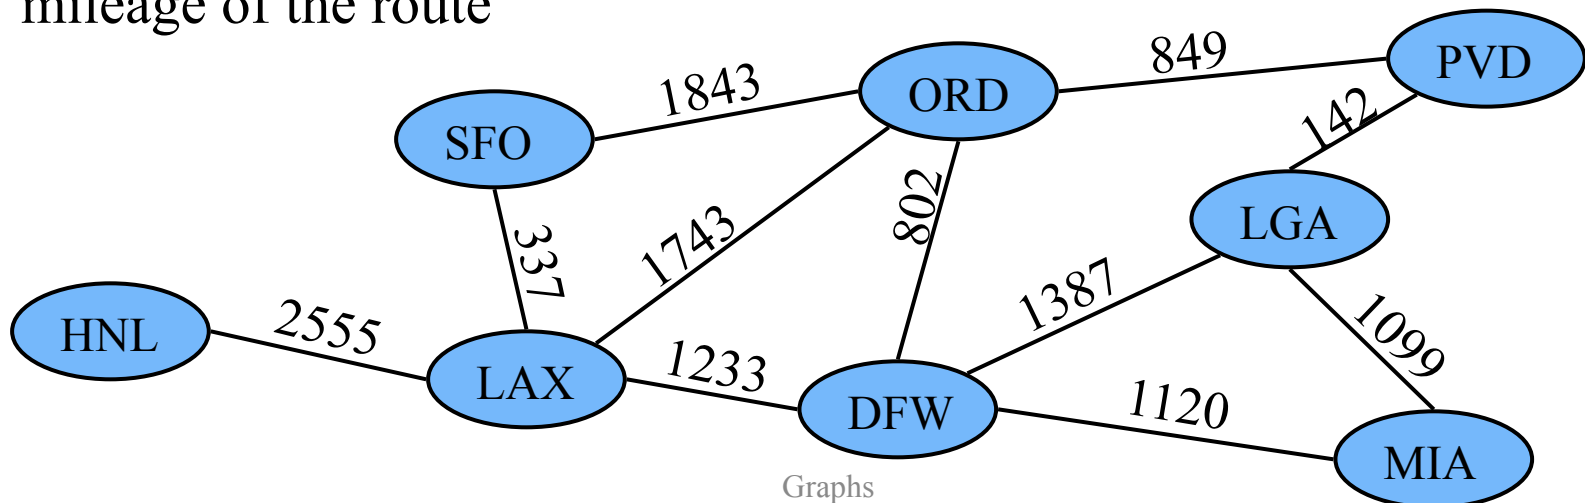 mileage of the route
849
PVD
1843
ORD
142
SFO
802
LGA
1743
337
1387
2555
1099
HNL
1233
LAX
1120
DFW
MIA
Graphs